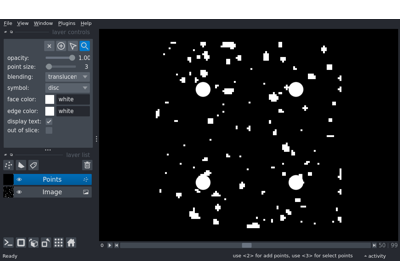 File View Window Plugins Help
layer controls
opacity: 1.00
point size: 3
blending: translucen
symbol: disc
face color: white
edge color: white
display text:
out of slice:
layer list
Points
Image
0 50 99
Ready use <2> for add points, use <3> for select points activity